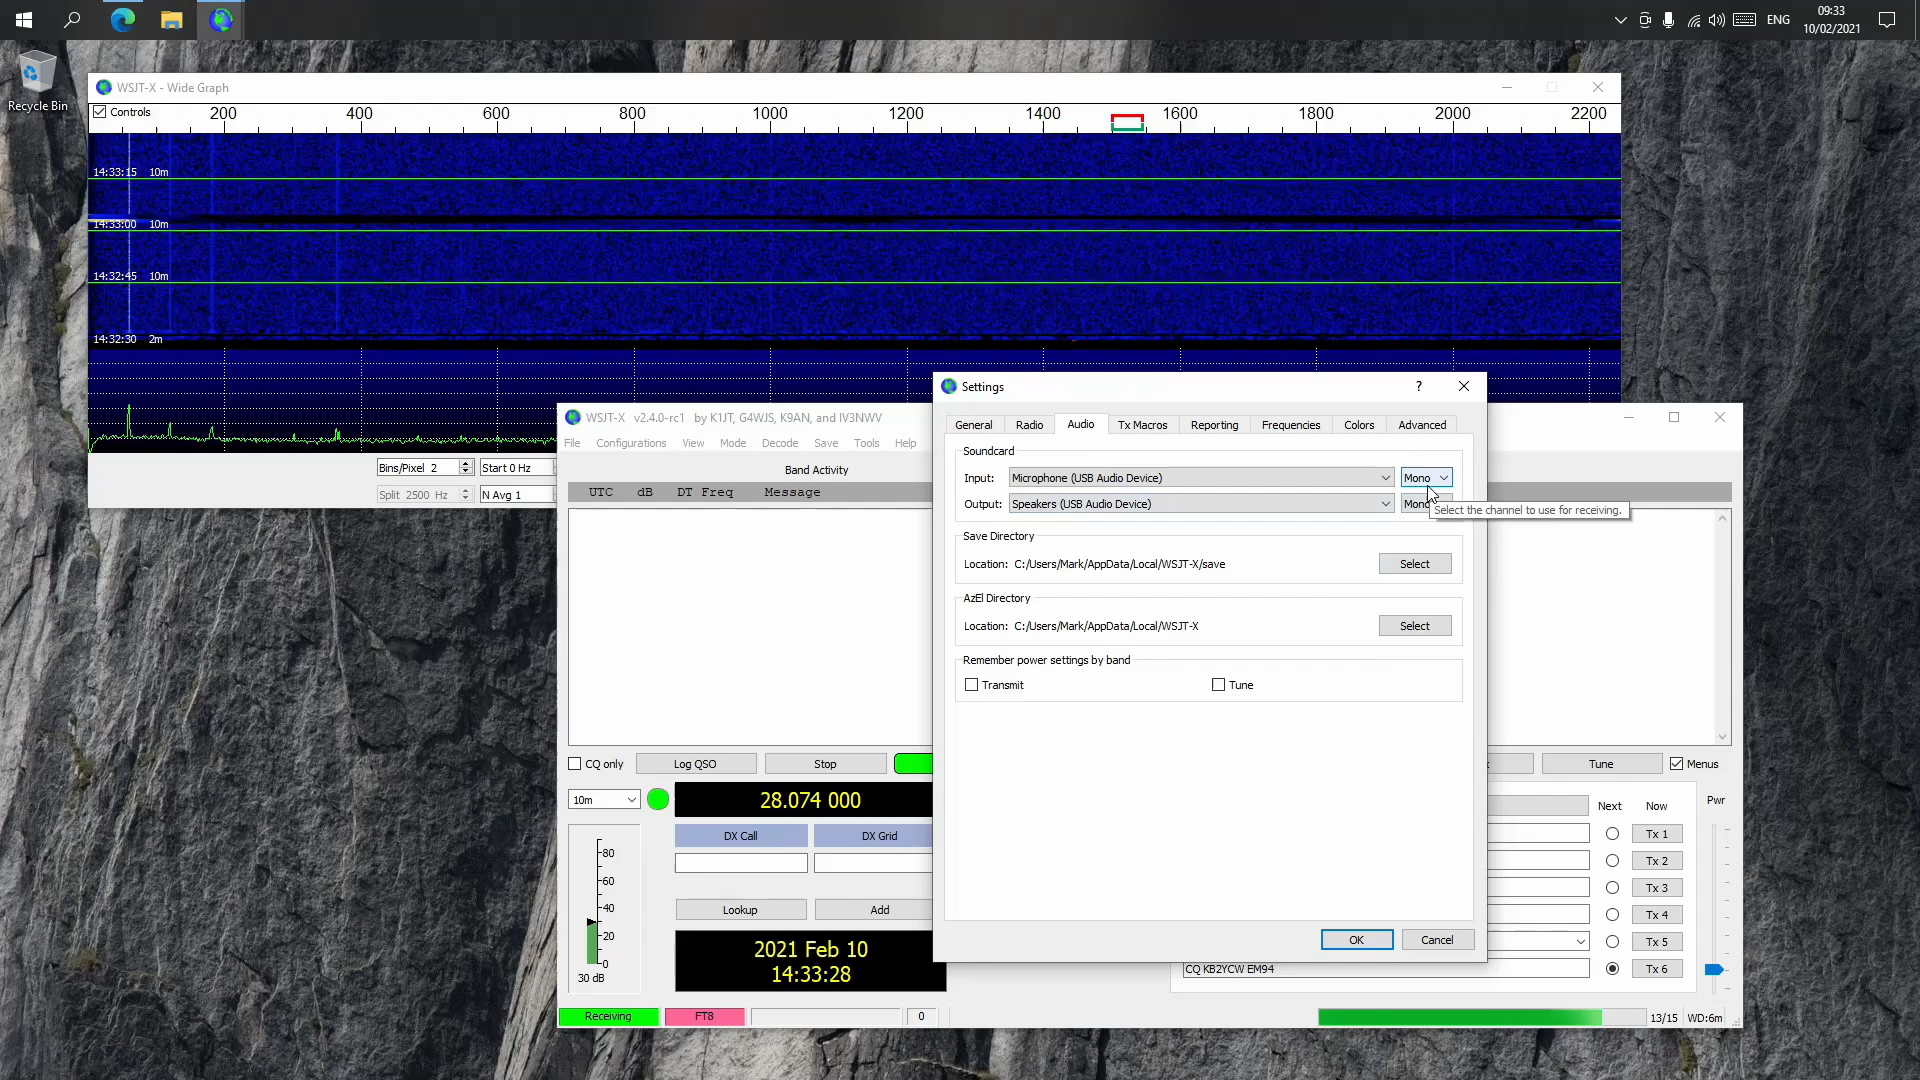 ENG
09:33
10/02/2021
Recycle Bin
WSJT-X - Wide Graph
Controls
200 400 600 800 1000 1200 1400 1600 1800 2000 2200
14:33:15 10m
14:33:00 10m
14:32:45 10m
14:32:30 2m
Bins/Pixel 2
Start 0 Hz
Split 2500 Hz
N Avg 1
WSJT-X v2.4.0-rc1 by K1JT, G4WJS, K9AN, and IV3NWV
File Configurations View Mode Decode Save Tools Help
Band Activity
UTC dB DT Freq Message
Settings
?
General Radio Audio Tx Macros Reporting Frequencies Colors Advanced
Soundcard
Input: Microphone (USB Audio Device) Mono
Output: Speakers (USB Audio Device)
Select the channel to use for receiving.
Save Directory
Location: C:/Users/Mark/AppData/Local/WSJT-X/save Select
AzEl Directory
Location: C:/Users/Mark/AppData/Local/WSJT-X Select
Remember power settings by band
Transmit Tune
OK Cancel
CQ only Log QSO Stop
Tune Menus
10m 28.074 000
DX Call DX Grid
Lookup Add
2021 Feb 10
14:33:28
80
60
40
20
0
30 dB
Next Now Pwr
Tx 1
Tx 2
Tx 3
Tx 4
Tx 5
CQ KB2YCW EM94 Tx 6
Receiving FT8 0 13/15 WD:6m